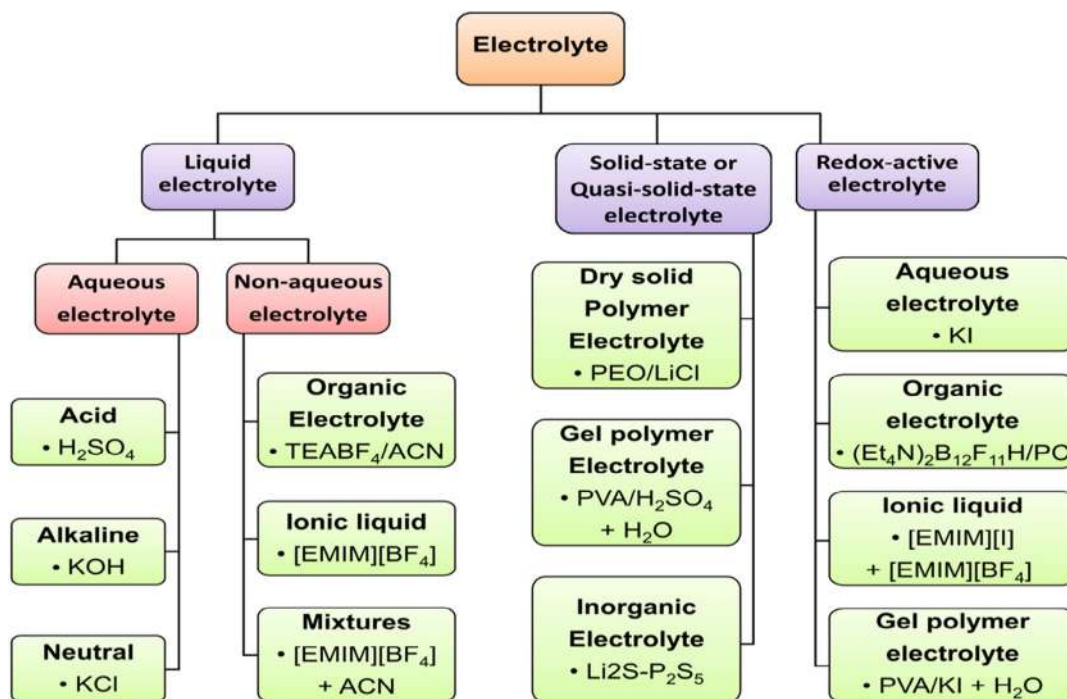 Electrolyte
Liquid
electrolyte
Aqueous
electrolyte
Acid
• H₂SO₄
Alkaline
• KOH
Neutral
• KCl
Non-aqueous
electrolyte
Organic
Electrolyte
• TEABF₄/ACN
Ionic liquid
• [EMIM][BF₄]
Mixtures
• [EMIM][BF₄]
+ ACN
Solid-state or
Quasi-solid-state
electrolyte
Dry solid
Polymer
Electrolyte
• PEO/LiCl
Gel polymer
Electrolyte
• PVA/H₂SO₄
+ H₂O
Inorganic
Electrolyte
• Li2S-P₂S₅
Redox-active
electrolyte
Aqueous
electrolyte
• KI
Organic
electrolyte
• (Et₄N)₂B₁₂F₁₁H/PC
Ionic liquid
• [EMIM][I]
+ [EMIM][BF₄]
Gel polymer
electrolyte
• PVA/KI + H₂O